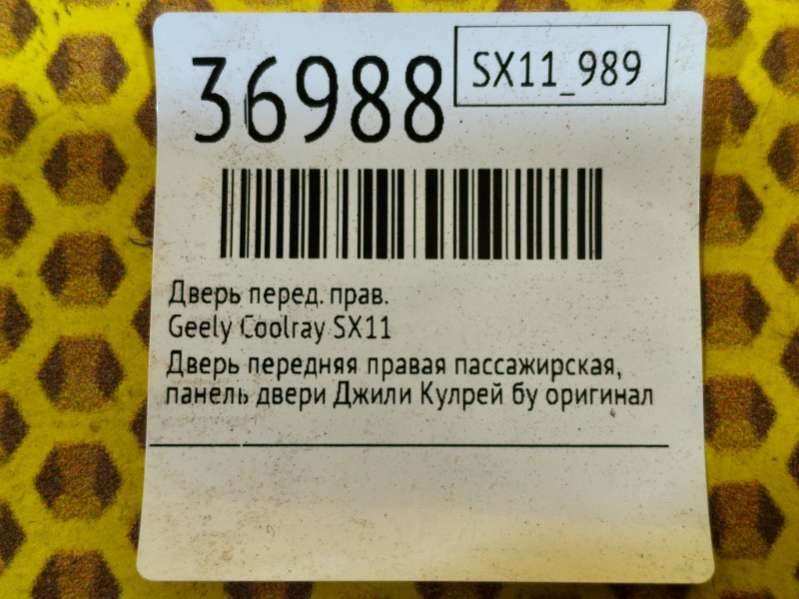 36988
SX11_989
Дверь перед. прав.
Geely Coolray SX11
Дверь передняя правая пассажирская,
панель двери Джили Кулрей бу оригинал